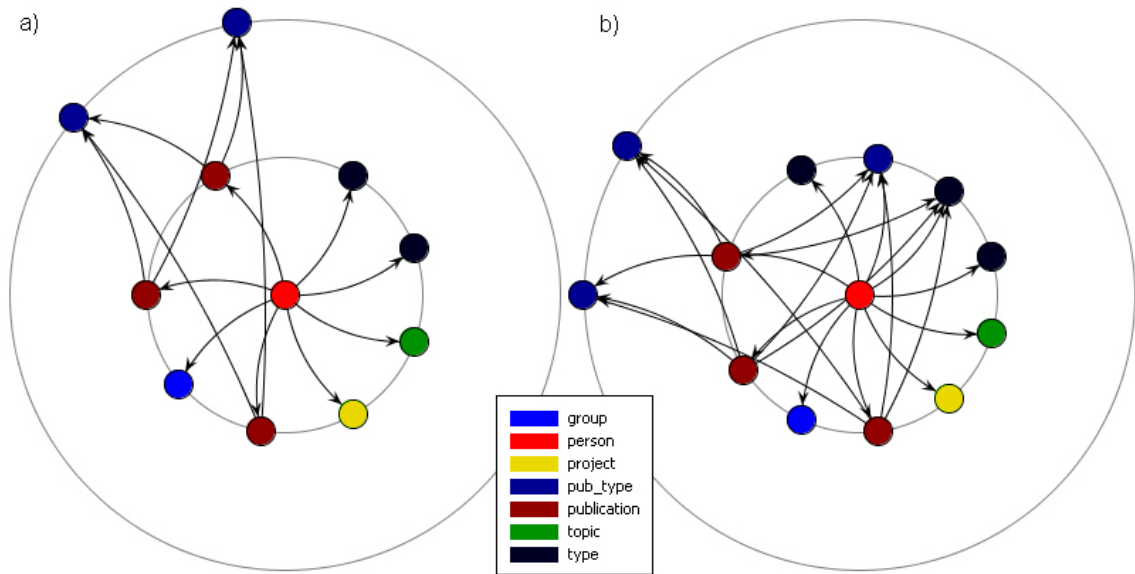 a)
b)
group
person
project
pub_type
publication
topic
type